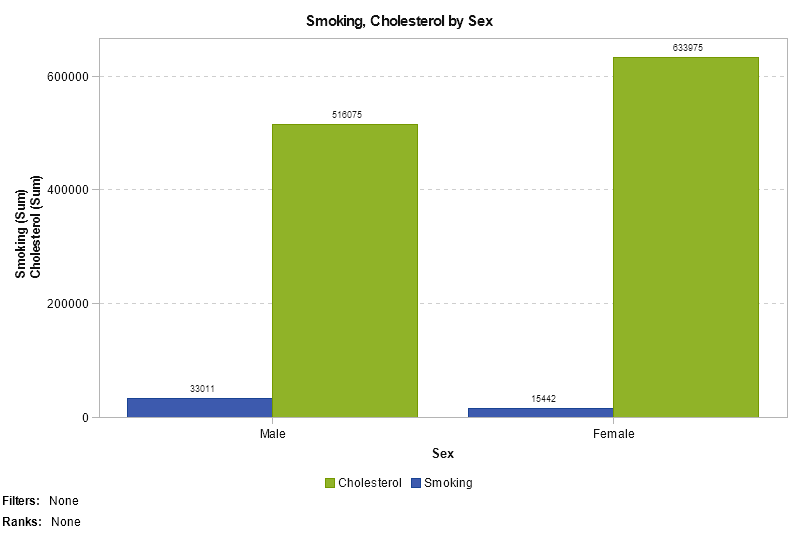 Smoking, Cholesterol by Sex
633975
600000
516075
400000
Smoking (Sum)
Cholesterol (Sum)
200000
33011
15442
0
Male
Female
Sex
Cholesterol
Smoking
Filters: None
Ranks: None